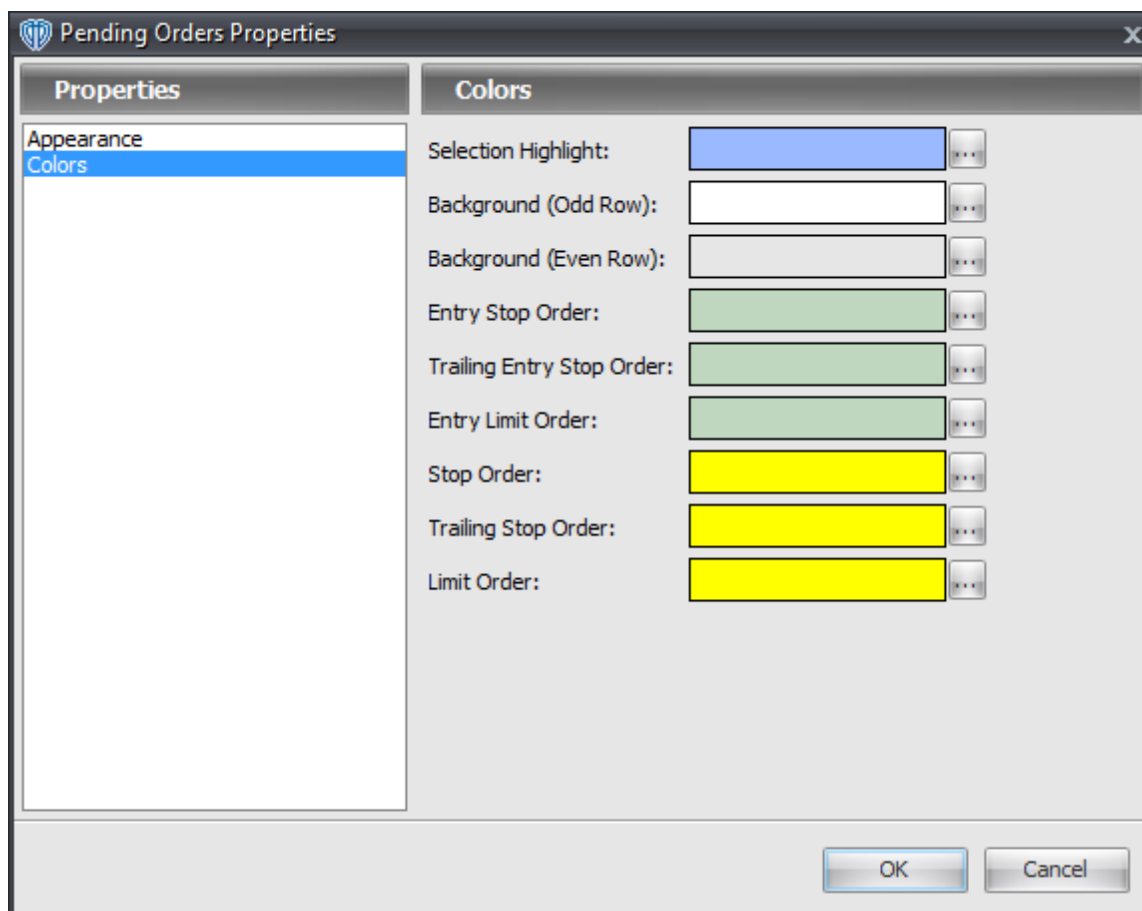 Pending Orders Properties
x
Properties
Colors
Appearance
Colors
Selection Highlight:
...
Background (Odd Row):
...
Background (Even Row):
...
Entry Stop Order:
...
Trailing Entry Stop Order:
...
Entry Limit Order:
...
Stop Order:
...
Trailing Stop Order:
...
Limit Order:
...
OK
Cancel